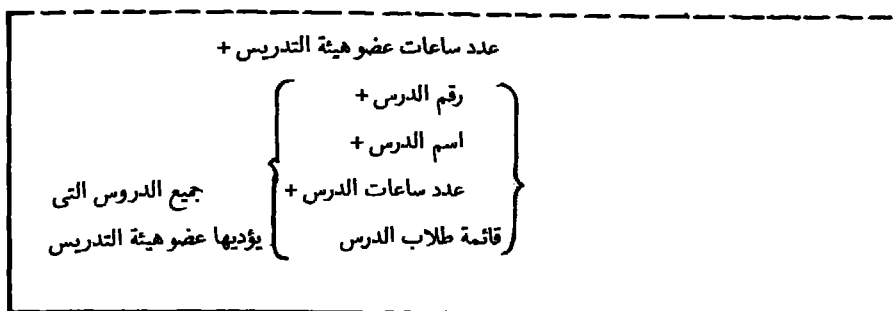 عدد ساعات عضو هيئة التدريس +
رقم الدرس +
اسم الدرس +
عدد ساعات الدرس +
جميع الدروس التى
قائمة طلاب الدرس
يؤديها عضو هيئة التدريس